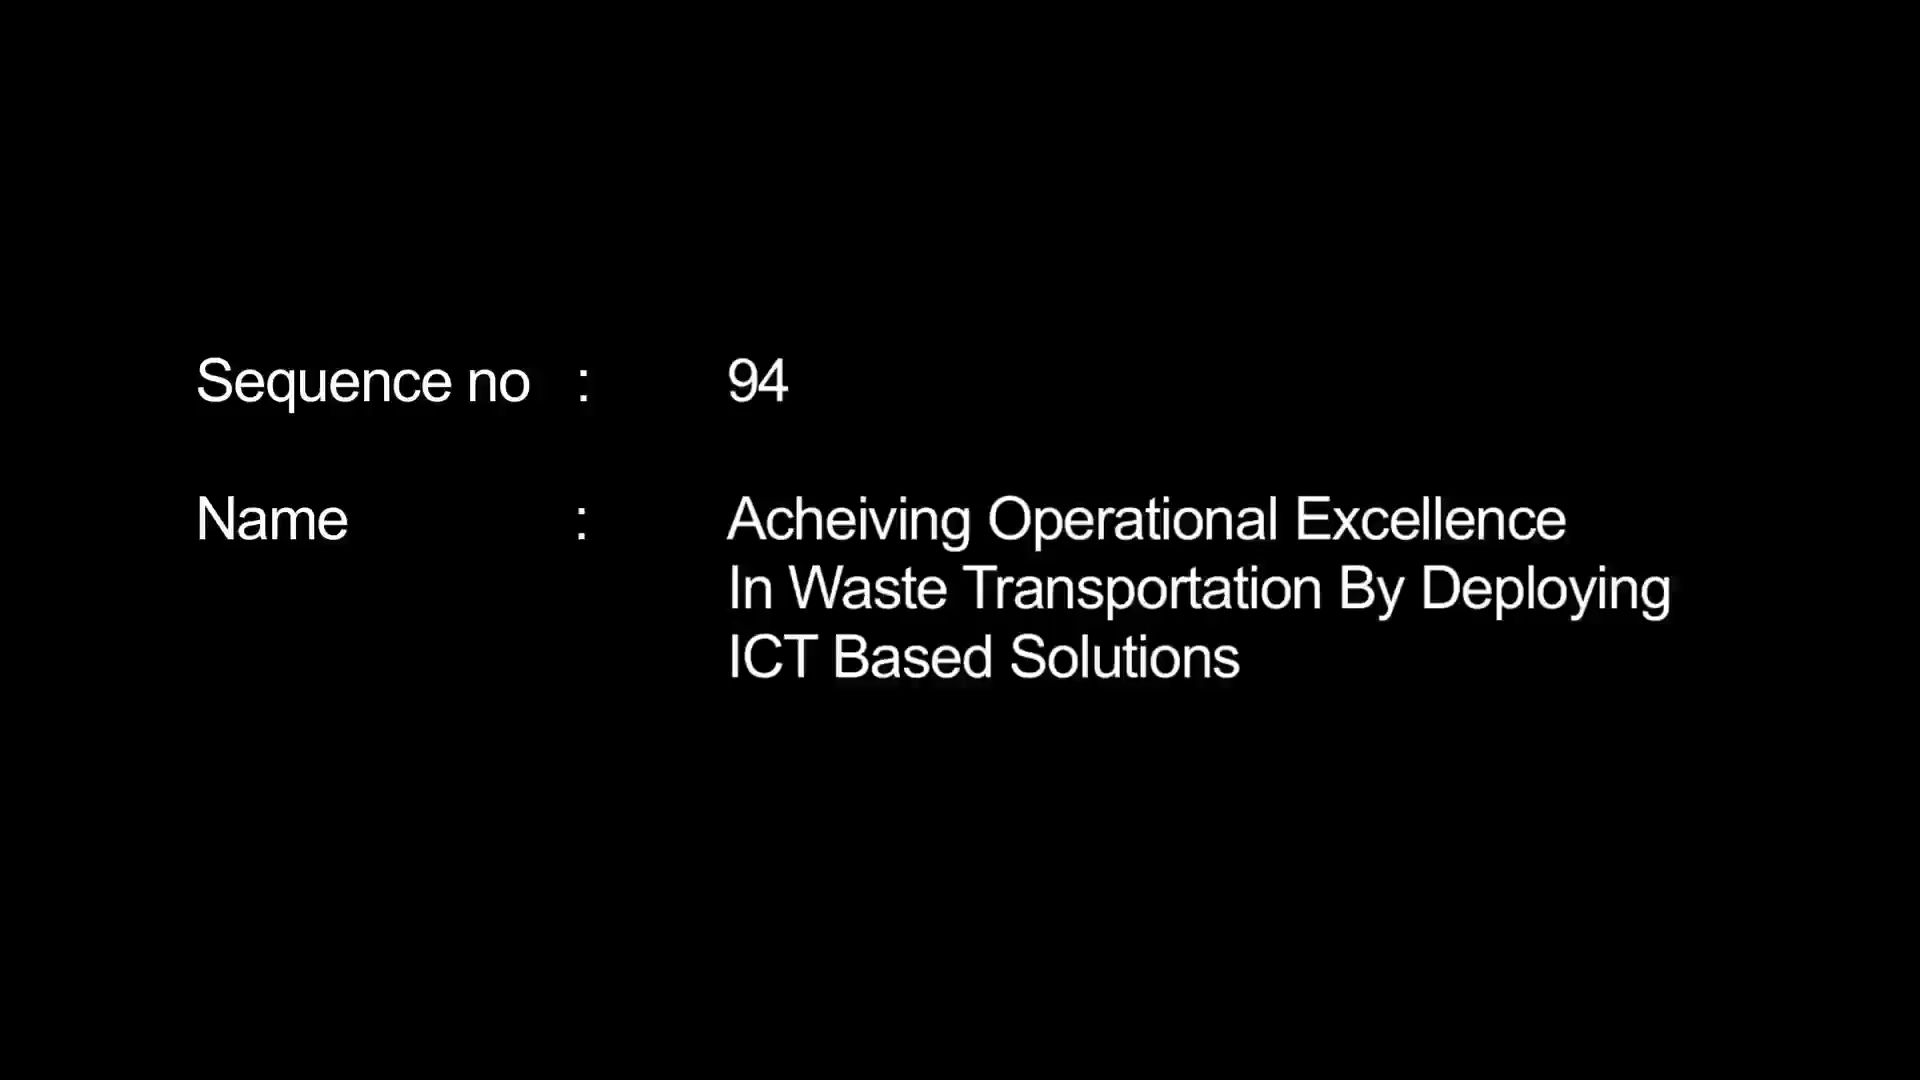 Sequence no : 94
Name : Acheiving Operational Excellence
In Waste Transportation By Deploying
ICT Based Solutions